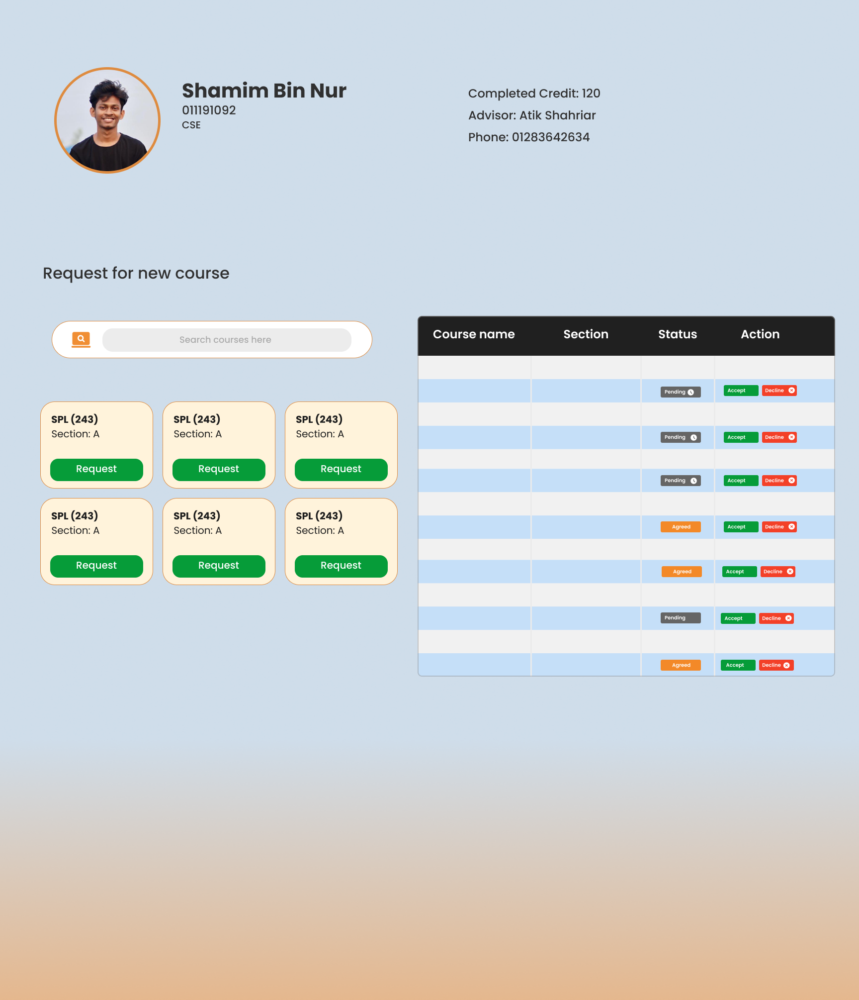 Shamim Bin Nur
011191092
CSE
Completed Credit: 120
Advisor: Atik Shahriar
Phone: 01283642634
Request for new course
Search courses here
SPL (243) SPL (243) SPL (243)
Section: A Section: A Section: A
Request Request Request
SPL (243) SPL (243) SPL (243)
Section: A Section: A Section: A
Request Request Request
Course name Section Status Action
Pending Accept Decline
Pending Accept Decline
Pending Accept Decline
Agreed Accept Decline
Agreed Accept Decline
Pending Accept Decline
Agreed Accept Decline